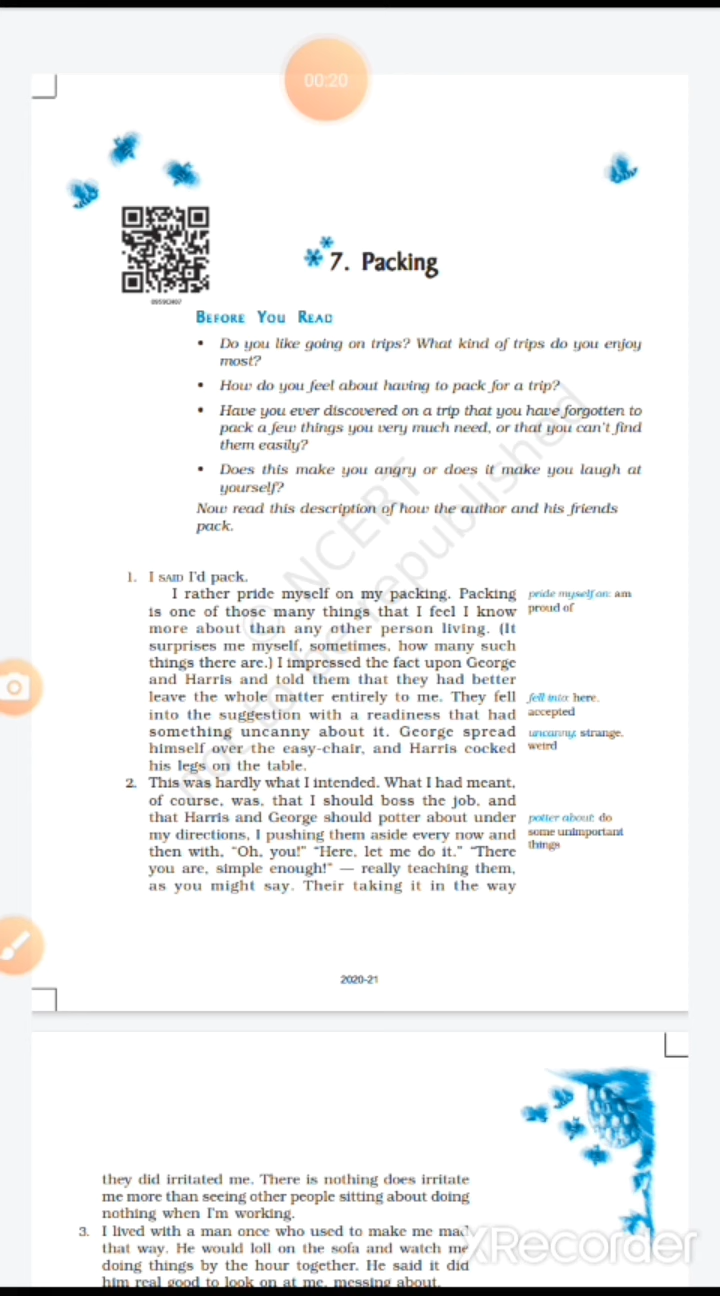 00:20
7. Packing
BEFORE YOU READ
• Do you like going on trips? What kind of trips do you enjoy
most?
• How do you feel about having to pack for a trip?
• Have you ever discovered on a trip that you have forgotten to
pack a few things you very much need, or that you can't find
them easily?
• Does this make you angry or does it make you laugh at
yourself?
Now read this description of how the author and his friends
pack.
1. I SAID I'd pack.
I rather pride myself on my packing. Packing
is one of those many things that I feel I know
more about than any other person living. (It
surprises me myself, sometimes, how many such
things there are.) I impressed the fact upon George
and Harris and told them that they had better
leave the whole matter entirely to me. They fell
into the suggestion with a readiness that had
something uncanny about it. George spread
himself over the easy-chair, and Harris cocked
his legs on the table.
pride myself on: am
proud of
fell into: here,
accepted
uncanny: strange,
weird
2. This was hardly what I intended. What I had meant,
of course, was, that I should boss the job, and
that Harris and George should potter about under
my directions, I pushing them aside every now and
then with, "Oh, you!" "Here, let me do it." "There
you are, simple enough!" — really teaching them,
as you might say. Their taking it in the way
potter about: do
some unimportant
things
© NCERT
not to be republished
2020-21
they did irritated me. There is nothing does irritate
me more than seeing other people sitting about doing
nothing when I'm working.
3. I lived with a man once who used to make me mad
that way. He would loll on the sofa and watch me
doing things by the hour together. He said it did
him real good to look on at me, messing about.
XRecorder